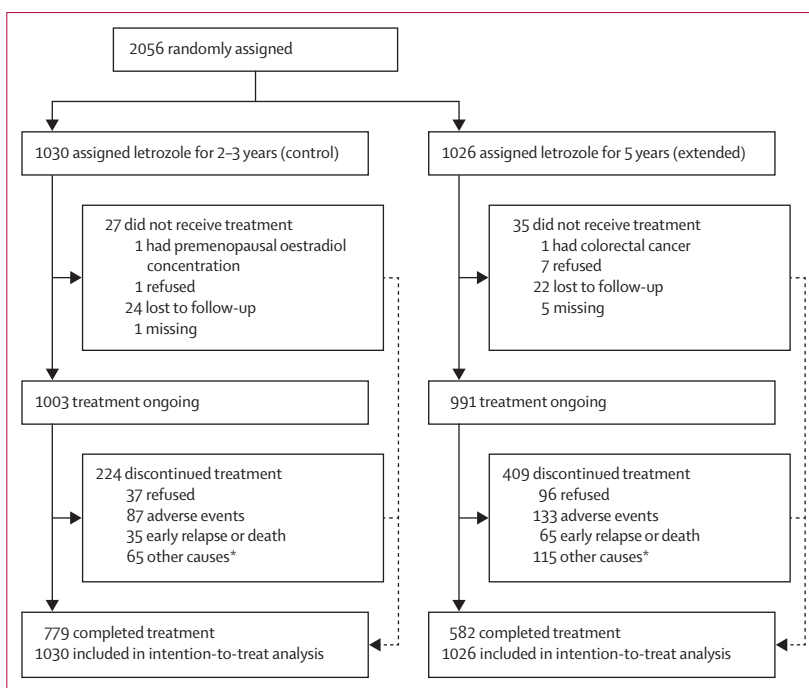 2056 randomly assigned
1030 assigned letrozole for 2–3 years (control)
27 did not receive treatment
1 had premenopausal oestradiol
concentration
1 refused
24 lost to follow-up
1 missing
1003 treatment ongoing
224 discontinued treatment
37 refused
87 adverse events
35 early relapse or death
65 other causes*
779 completed treatment
1030 included in intention-to-treat analysis
1026 assigned letrozole for 5 years (extended)
35 did not receive treatment
1 had colorectal cancer
7 refused
22 lost to follow-up
5 missing
991 treatment ongoing
409 discontinued treatment
96 refused
133 adverse events
65 early relapse or death
115 other causes*
582 completed treatment
1026 included in intention-to-treat analysis